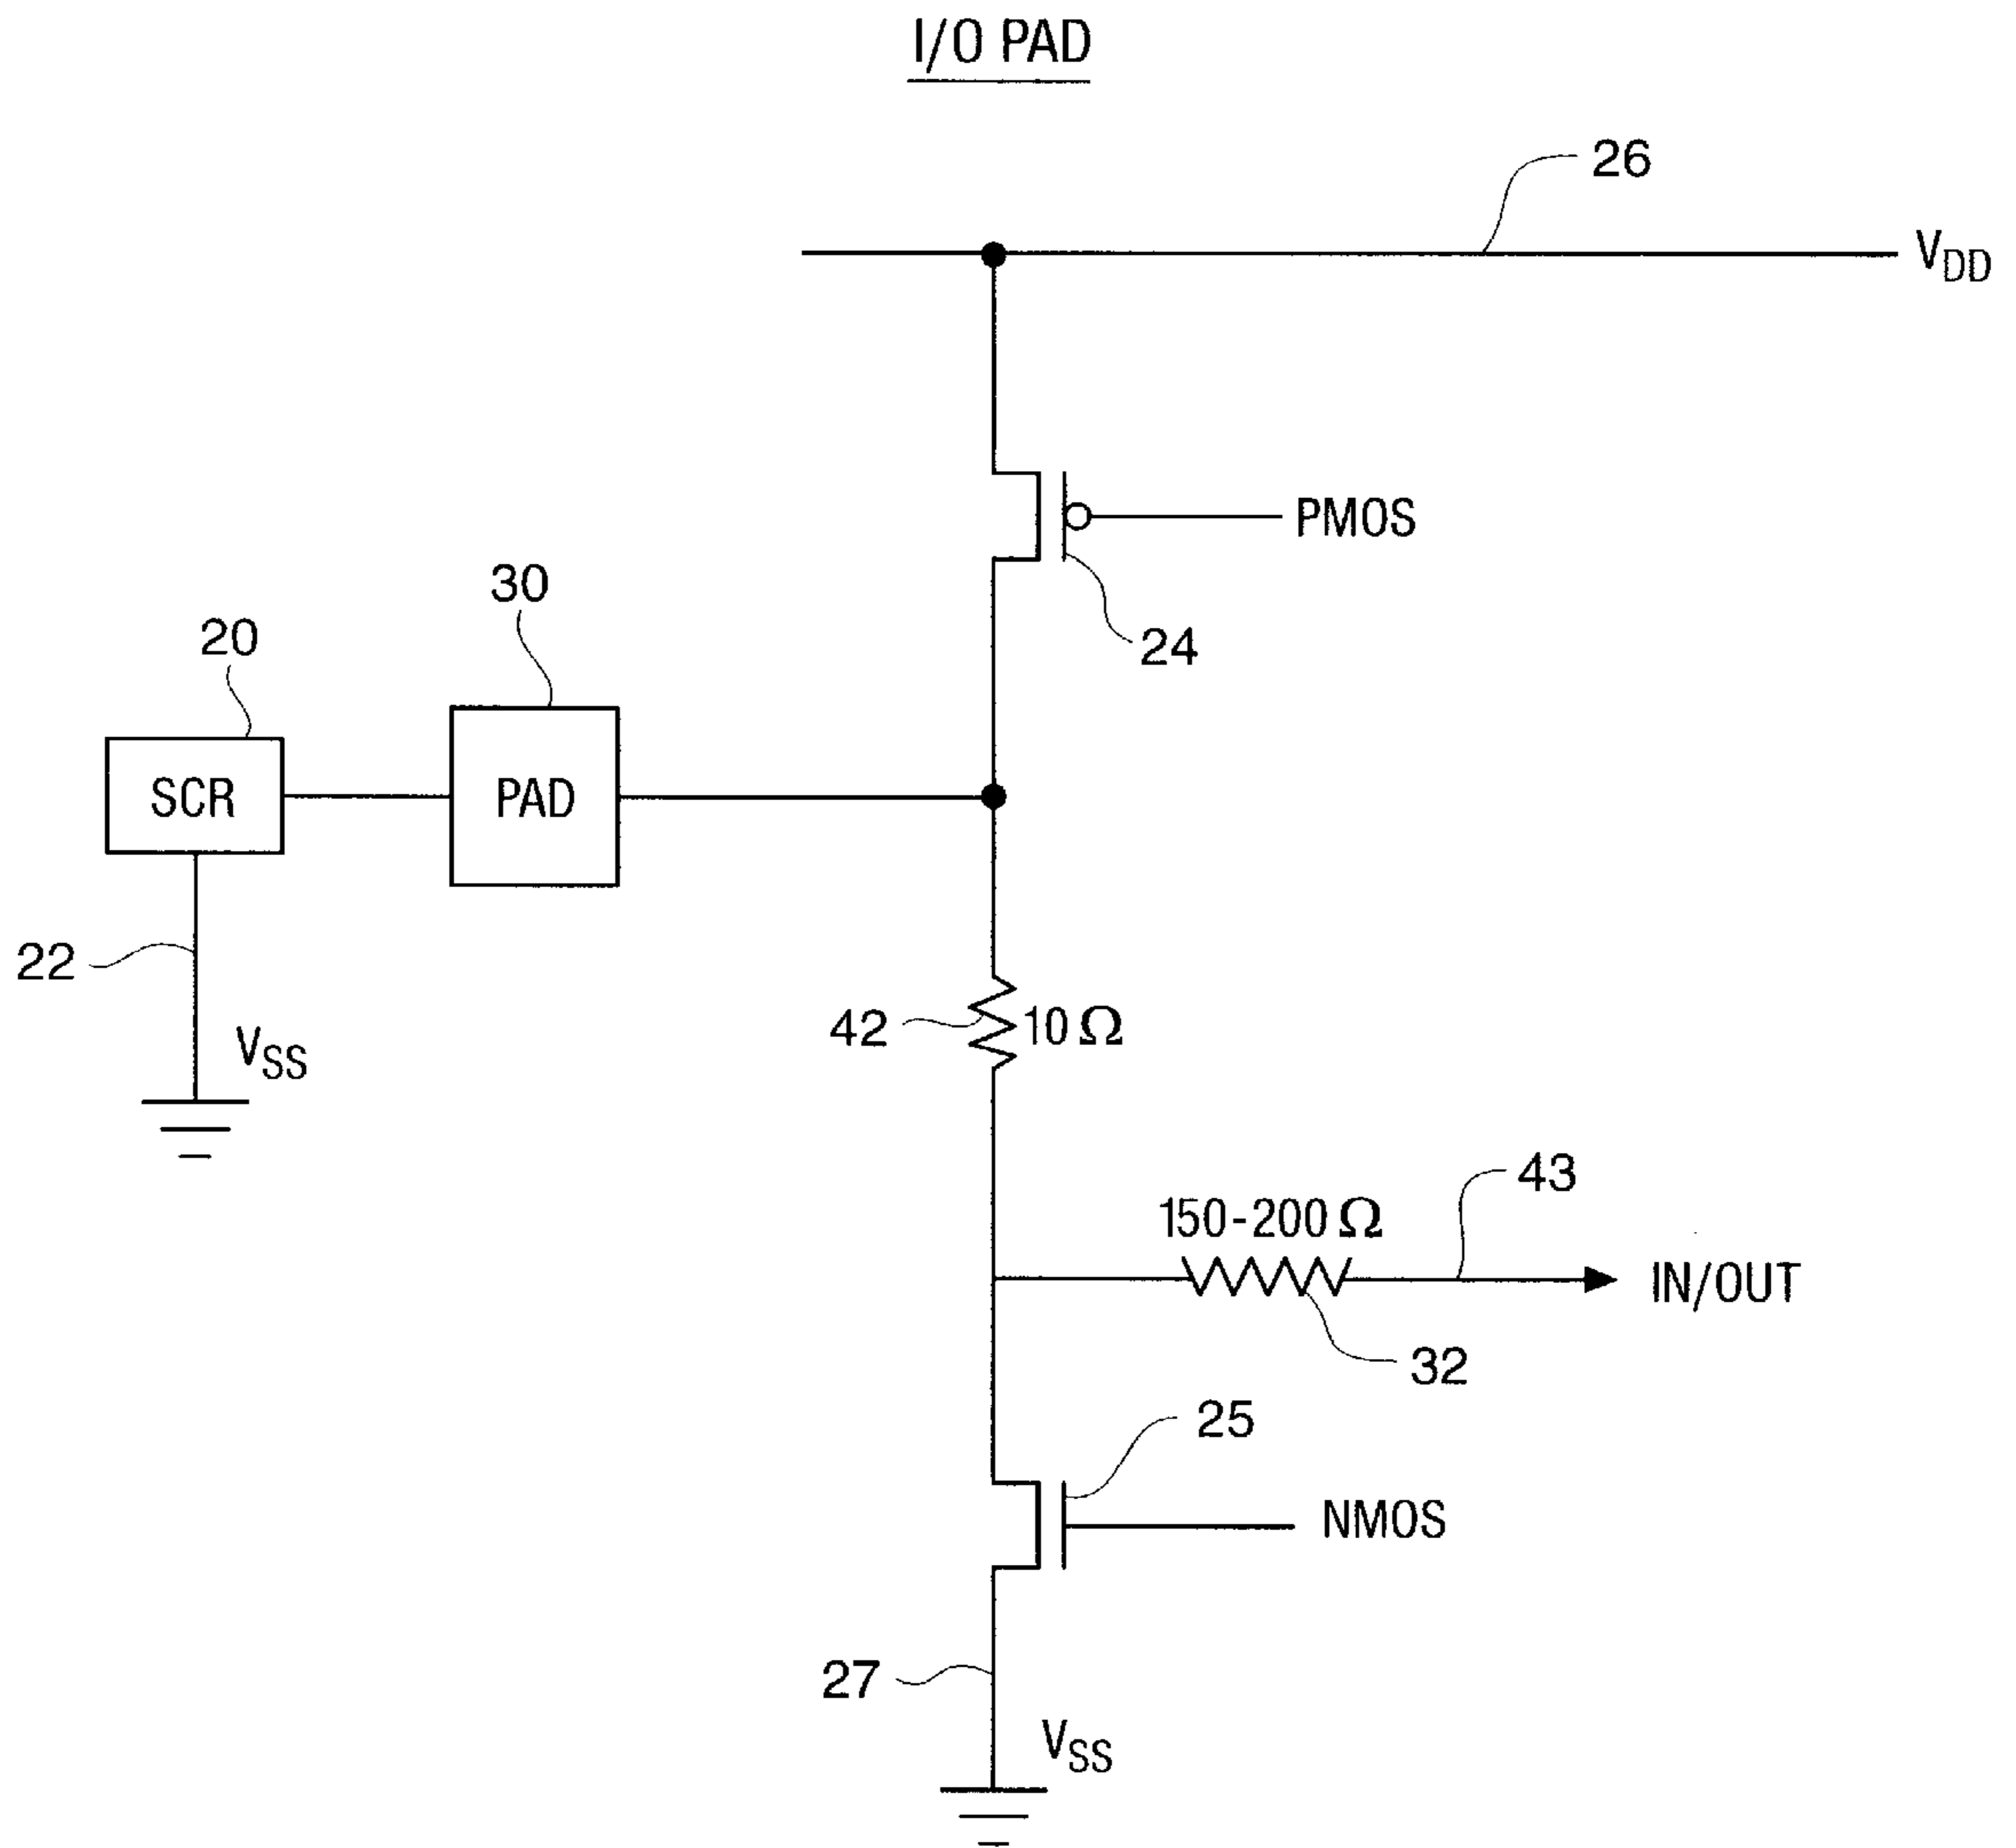 I/O PAD
26
VDD
PMOS
24
30
20
SCR
PAD
22
VSS
42
10 Ω
43
150-200 Ω
IN/OUT
32
25
NMOS
27
VSS